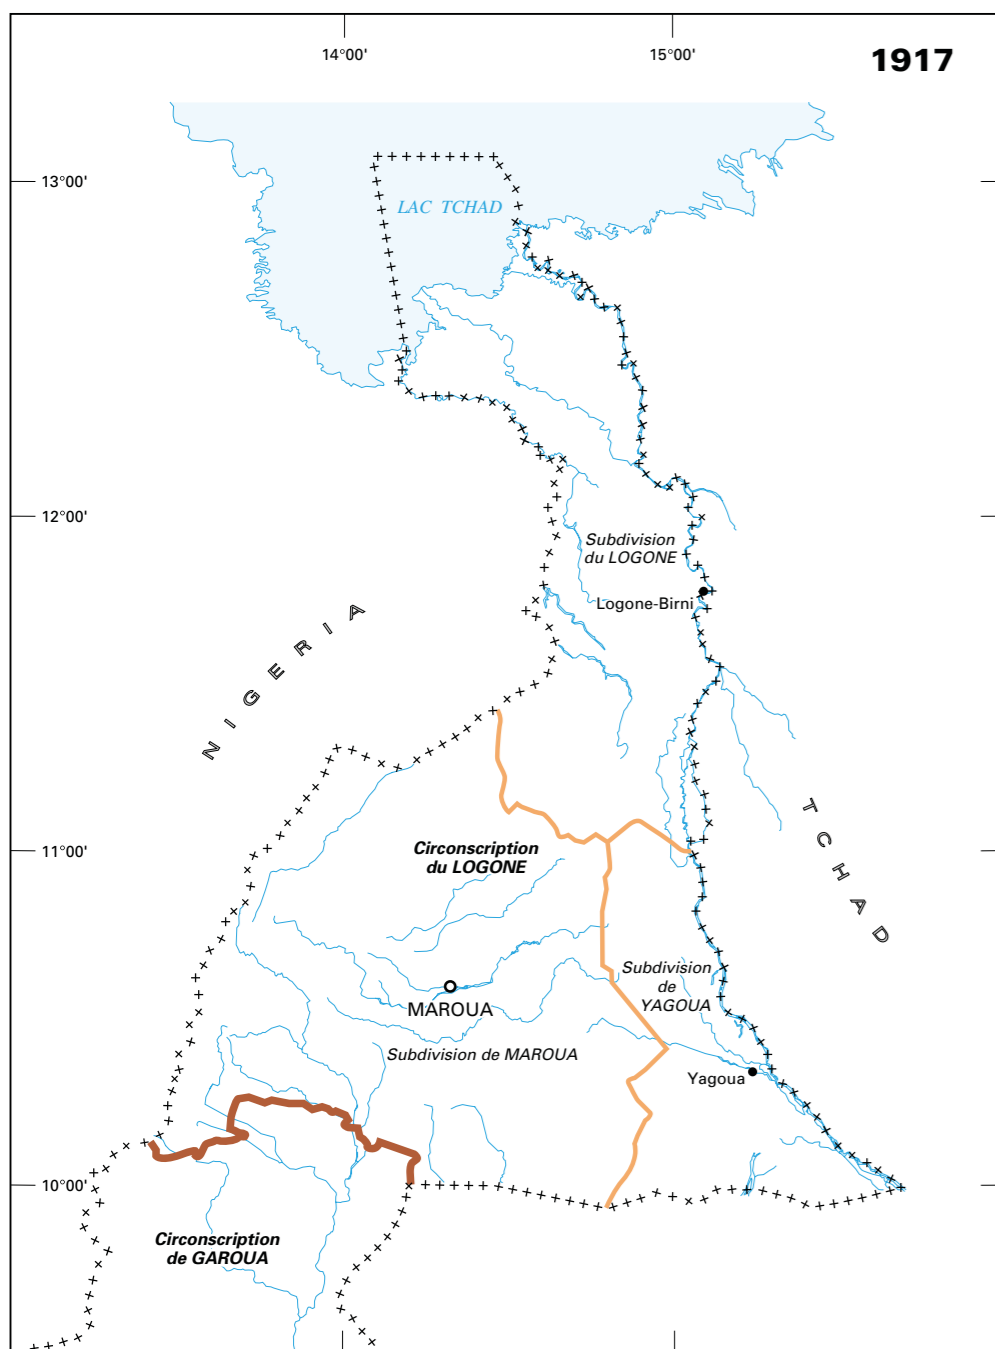 14°00'
15°00'
1917
13°00'
LAC TCHAD
12°00'
Subdivision
du LOGONE
Logone-Birni
NIGERIA
TCHAD
11°00'
Circonscription
du LOGONE
Subdivision
de
YAGOUA
MAROUA
Subdivision de MAROUA
Yagoua
10°00'
Circonscription
de GAROUA